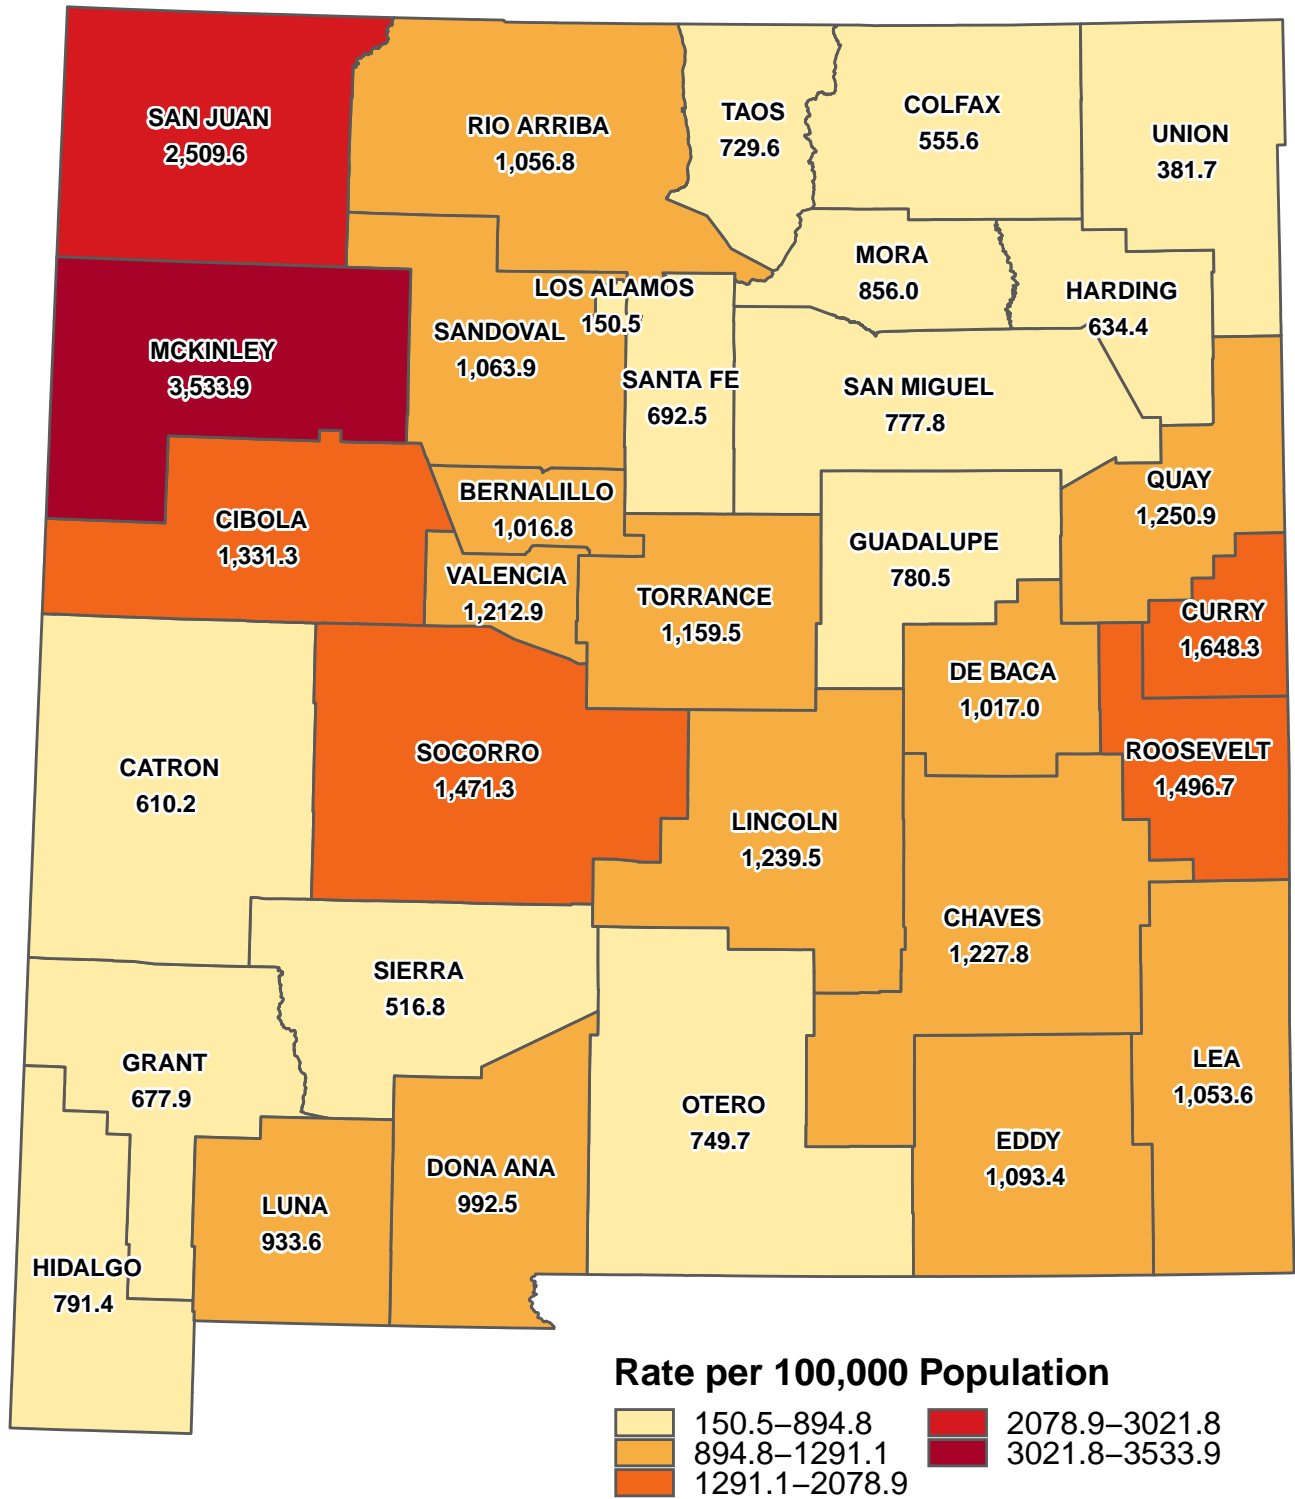 SAN JUAN
2,509.6
RIO ARRIBA
1,056.8
TAOS
729.6
COLFAX
555.6
UNION
381.7
MORA
856.0
HARDING
634.4
LOS ALAMOS
150.5
SANDOVAL
1,063.9
MCKINLEY
3,533.9
SANTA FE
692.5
SAN MIGUEL
777.8
QUAY
1,250.9
BERNALILLO
1,016.8
CIBOLA
1,331.3
GUADALUPE
780.5
VALENCIA
1,212.9
TORRANCE
1,159.5
CURRY
1,648.3
DE BACA
1,017.0
ROOSEVELT
1,496.7
CATRON
610.2
SOCORRO
1,471.3
LINCOLN
1,239.5
CHAVES
1,227.8
SIERRA
516.8
GRANT
677.9
LEA
1,053.6
OTERO
749.7
EDDY
1,093.4
DONA ANA
992.5
LUNA
933.6
HIDALGO
791.4
Rate per 100,000 Population
150.5–894.8
894.8–1291.1
1291.1–2078.9
2078.9–3021.8
3021.8–3533.9